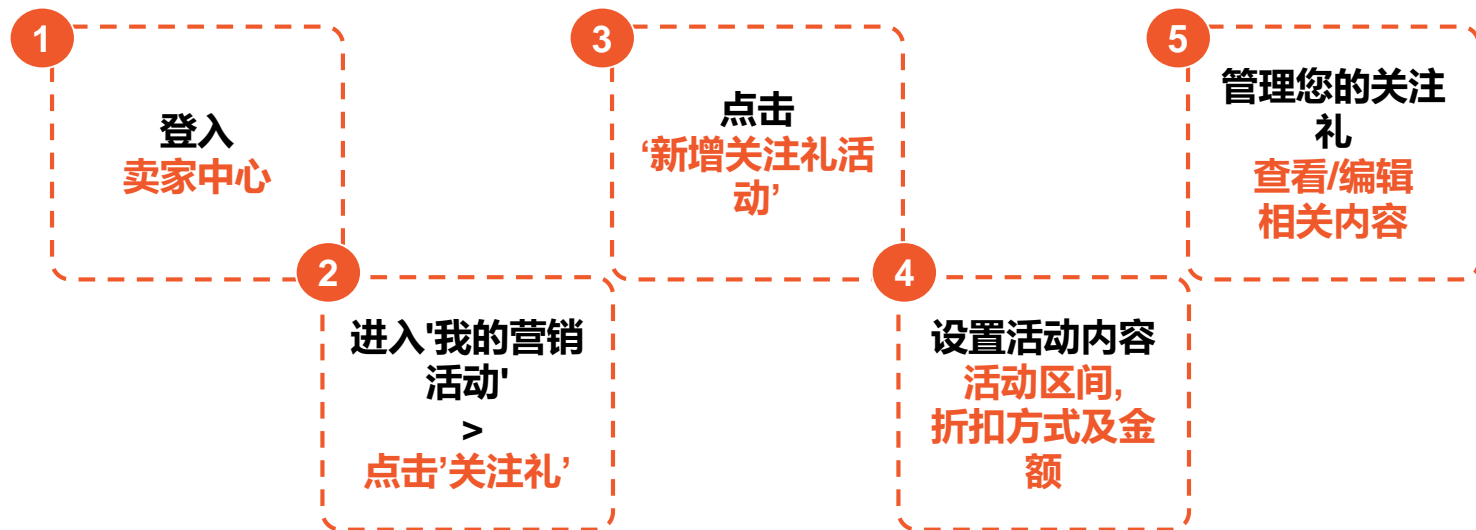 1
登入
卖家中心
2
进入'我的营销
活动'
>
点击’关注礼’
3
点击
‘新增关注礼活
动’
4
设置活动内容
活动区间,
折扣方式及金
额
5
管理您的关注
礼
查看/编辑
相关内容